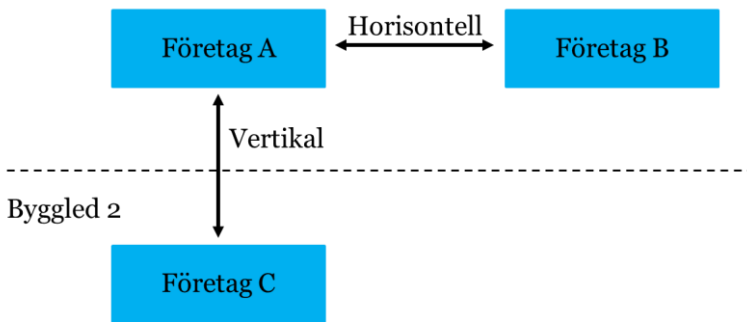 Företag A
Horisontell
Företag B
Vertikal
Byggled 2
Företag C